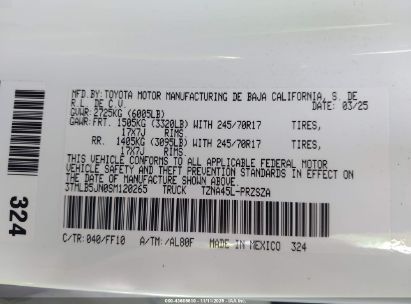 MFD.BY:TOYOTA MOTOR MANUFACTURING DE BAJA CALIFORNIA, S. DE
R.L. DE C.V. DATE: 03/25
GVWR: 2725KG (6005LB)
GAWR:FRT. 1505KG (3320LB) WITH 245/70R17 TIRES,
17X7J RIMS.
RR. 1405KG (3095LB) WITH 245/70R17 TIRES,
17X7J RIMS.
THIS VEHICLE CONFORMS TO ALL APPLICABLE FEDERAL MOTOR
VEHICLE SAFETY AND THEFT PREVENTION STANDARDS IN EFFECT ON
THE DATE OF MANUFACTURE SHOWN ABOVE.
3TMLB5JN0SM120265 TRUCK TZNA45L-PRZSZA
C/TR: 040/FF10 A/TM: /AL00F MADE IN MEXICO 324
324